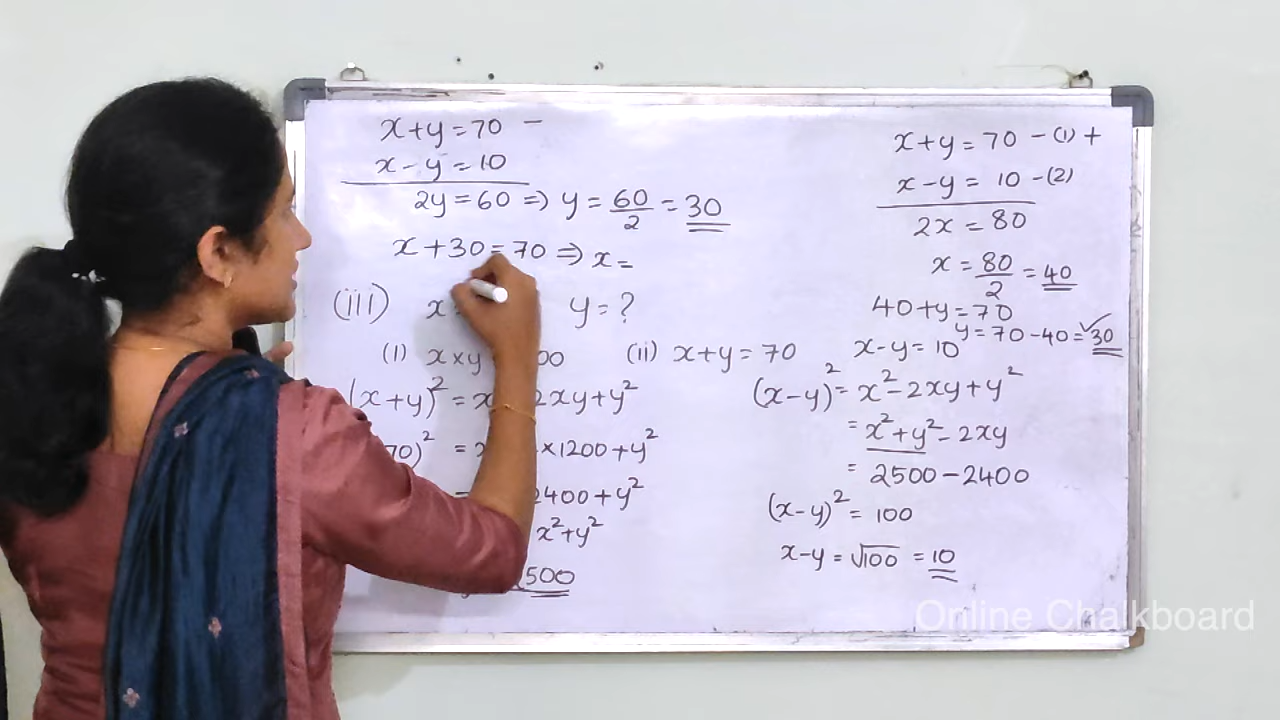 x+y=70 –
x-y=10
2y=60 => y = 60/2 = 30
x+30=70 => x=
(iii) x= y=?
(i) x×y 00 (ii) x+y=70 x-y=10
(x+y)² = x 2xy+y²
70)² = x ×1200+y²
= 2400+y²
x²+y²
500
x+y=70 –(1) +
x-y=10 –(2)
2x=80
x = 80/2 = 40
40+y=70
y=70-40=30 ✓
(x-y)² = x²-2xy+y²
= x²+y²-2xy
= 2500-2400
(x-y)² = 100
x-y = √100 = 10
Online Chalkboard